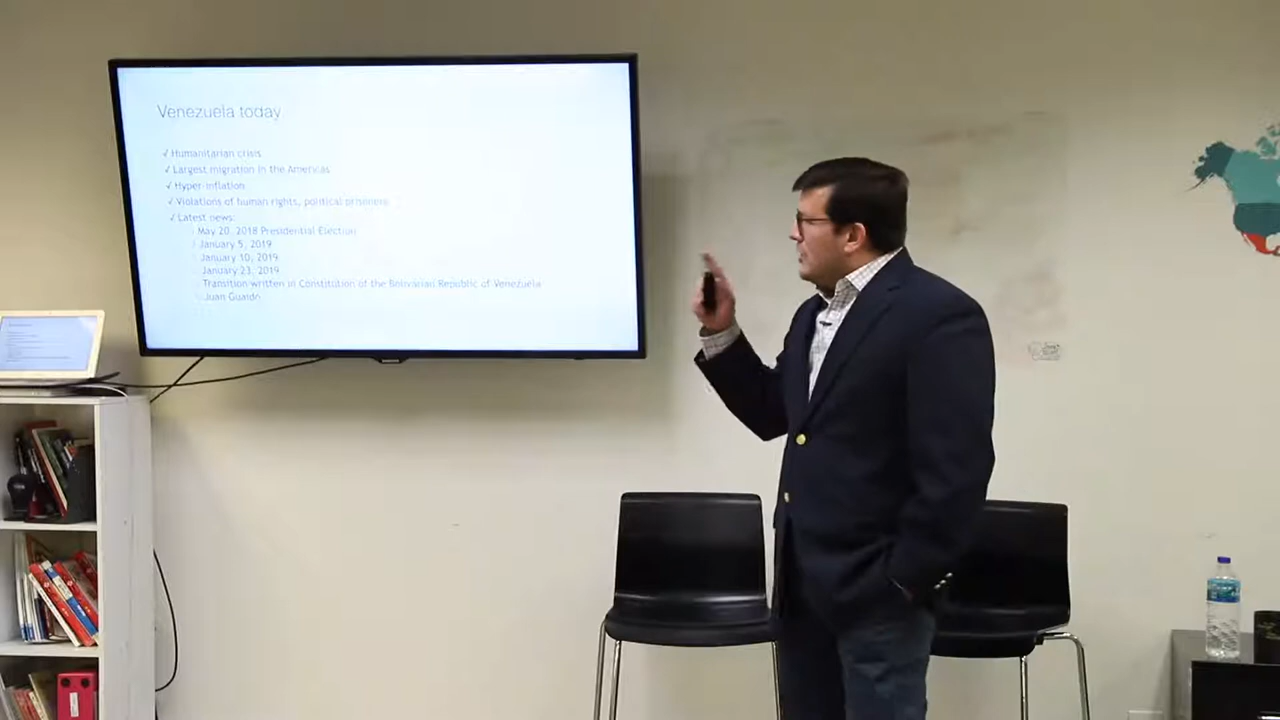 Venezuela today
✓ Humanitarian crisis
✓ Largest migration in the Americas
✓ Hyper-inflation
✓ Violations of human rights, political prisoners
✓ Latest news:
May 20, 2018 Presidential Election
January 5, 2019
January 10, 2019
January 23, 2019
Transition written in Constitution of the Bolivarian Republic of Venezuela
Juan Guaidó